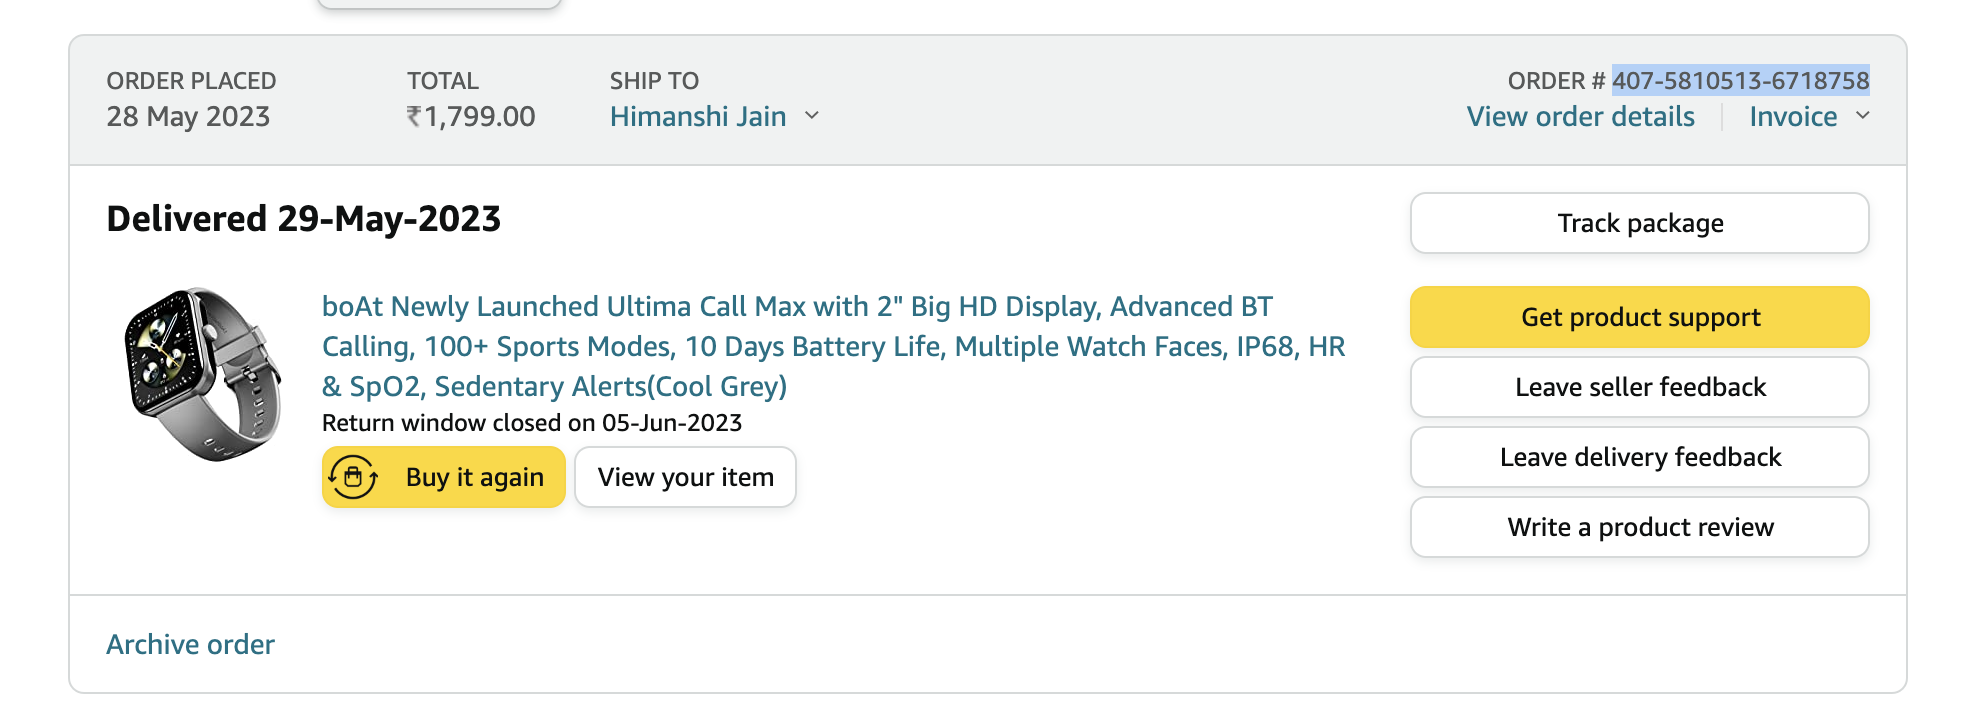 ORDER PLACED
28 May 2023
TOTAL
₹1,799.00
SHIP TO
Himanshi Jain
ORDER # 407-5810513-6718758
View order details
Invoice
Delivered 29-May-2023
boAt Newly Launched Ultima Call Max with 2" Big HD Display, Advanced BT
Calling, 100+ Sports Modes, 10 Days Battery Life, Multiple Watch Faces, IP68, HR
& SpO2, Sedentary Alerts(Cool Grey)
Return window closed on 05-Jun-2023
Buy it again
View your item
Track package
Get product support
Leave seller feedback
Leave delivery feedback
Write a product review
Archive order